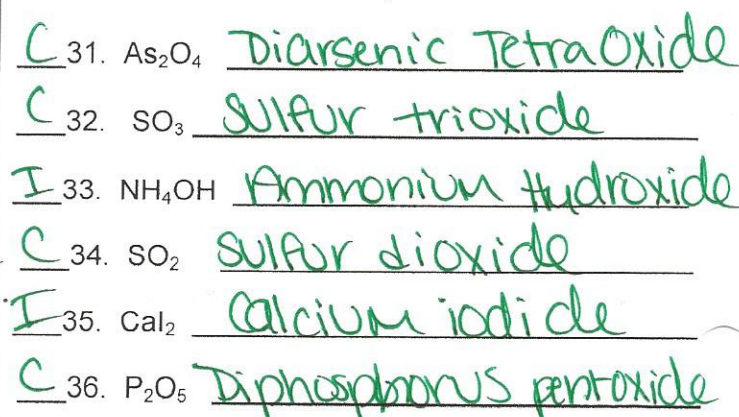 C 31. As₂O₄ Diarsenic TetraOxide
C 32. SO₃ Sulfur trioxide
I 33. NH₄OH Ammonium Hydroxide
C 34. SO₂ Sulfur dioxide
I 35. CaI₂ Calcium iodide
C 36. P₂O₅ Diphosphorus pentoxide